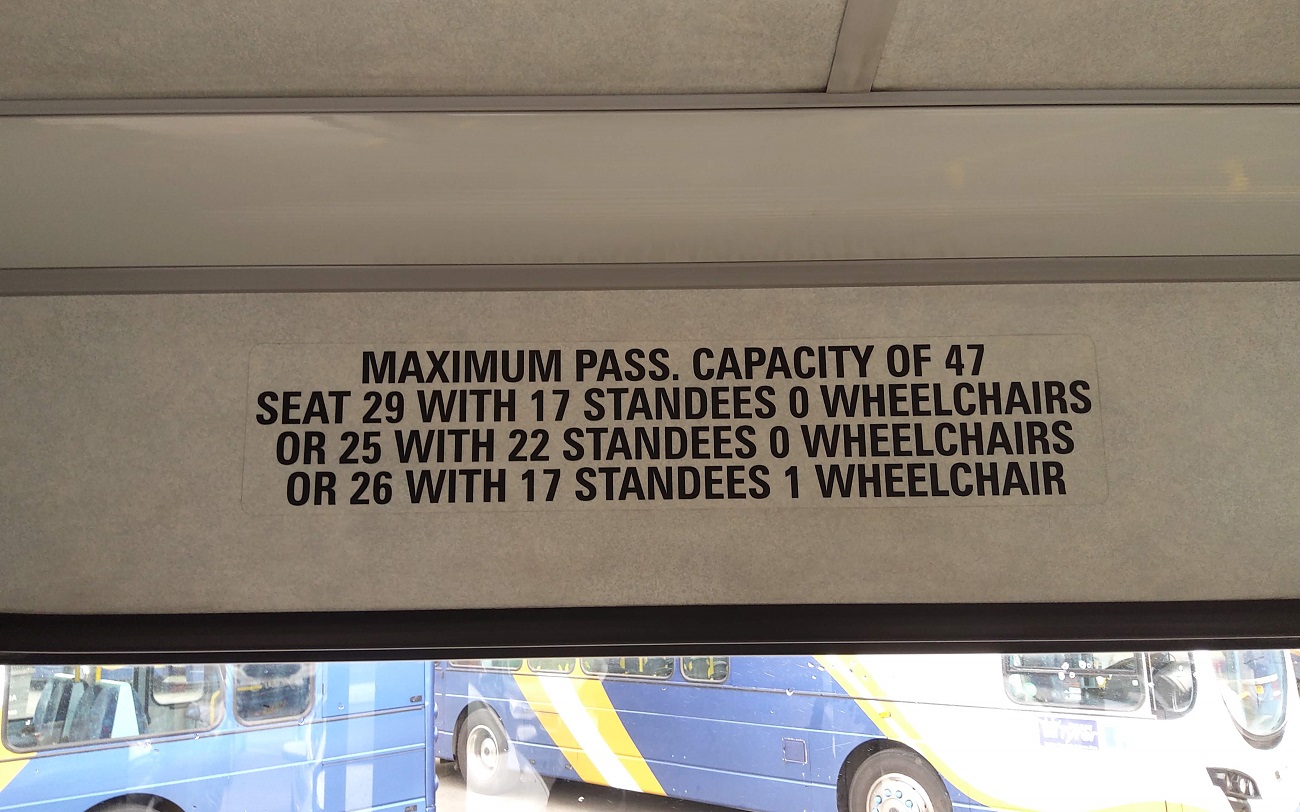 MAXIMUM PASS. CAPACITY OF 47
SEAT 29 WITH 17 STANDEES 0 WHEELCHAIRS
OR 25 WITH 22 STANDEES 0 WHEELCHAIRS
OR 26 WITH 17 STANDEES 1 WHEELCHAIR